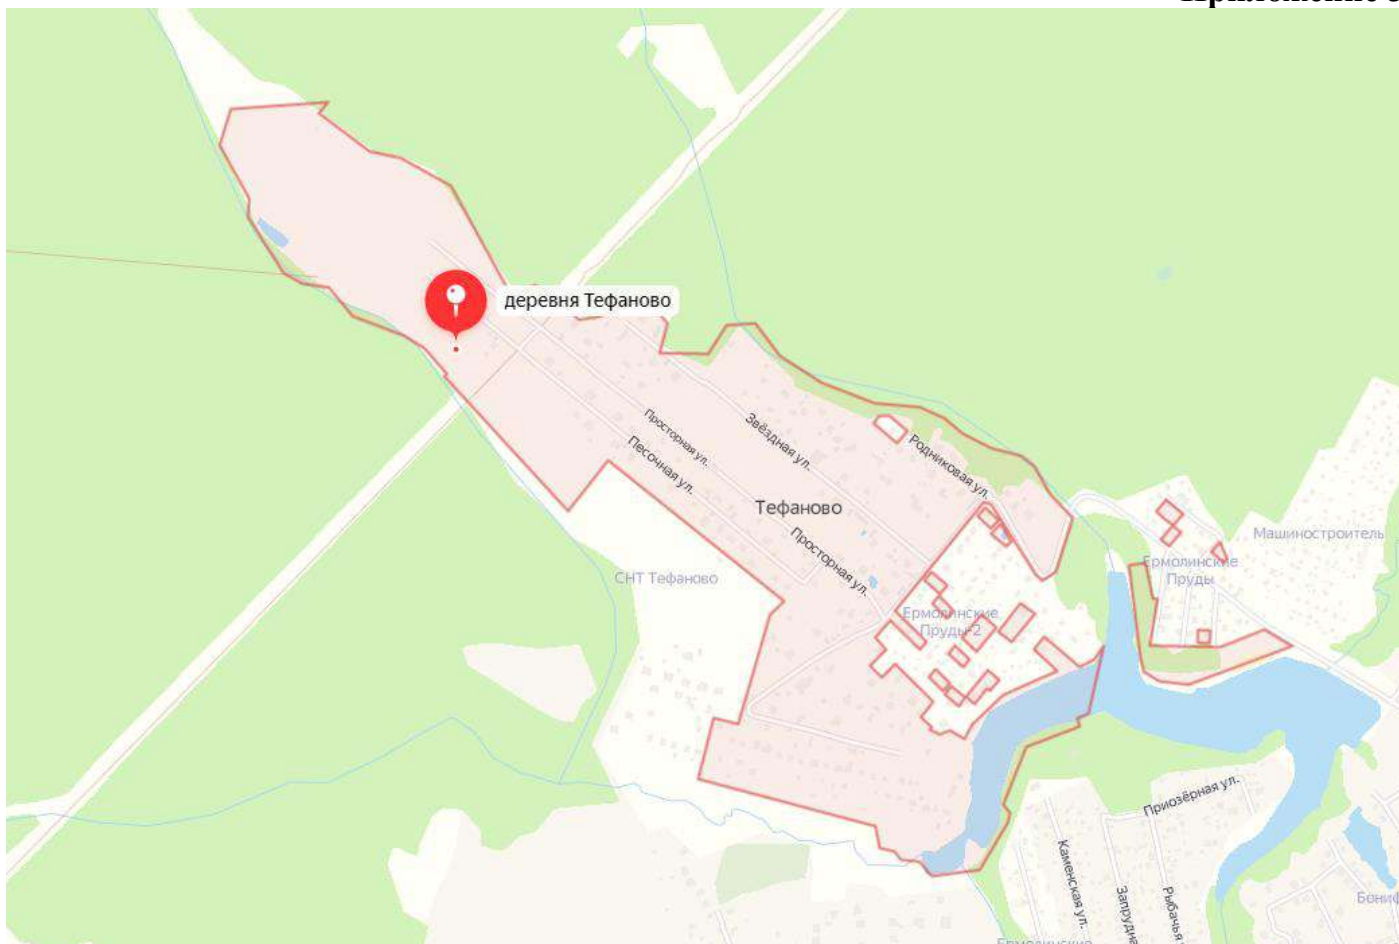 деревня Тефаново
Просторная ул.
Звёздная ул.
Песочная ул.
Родниковая ул.
Тефаново
Просторная ул.
Машиностроитель
СНТ Тефаново
Ермолинские
Пруды
Ермолинские
Пруды-2
Приозёрная ул.
Каменская ул.
Рыбачья